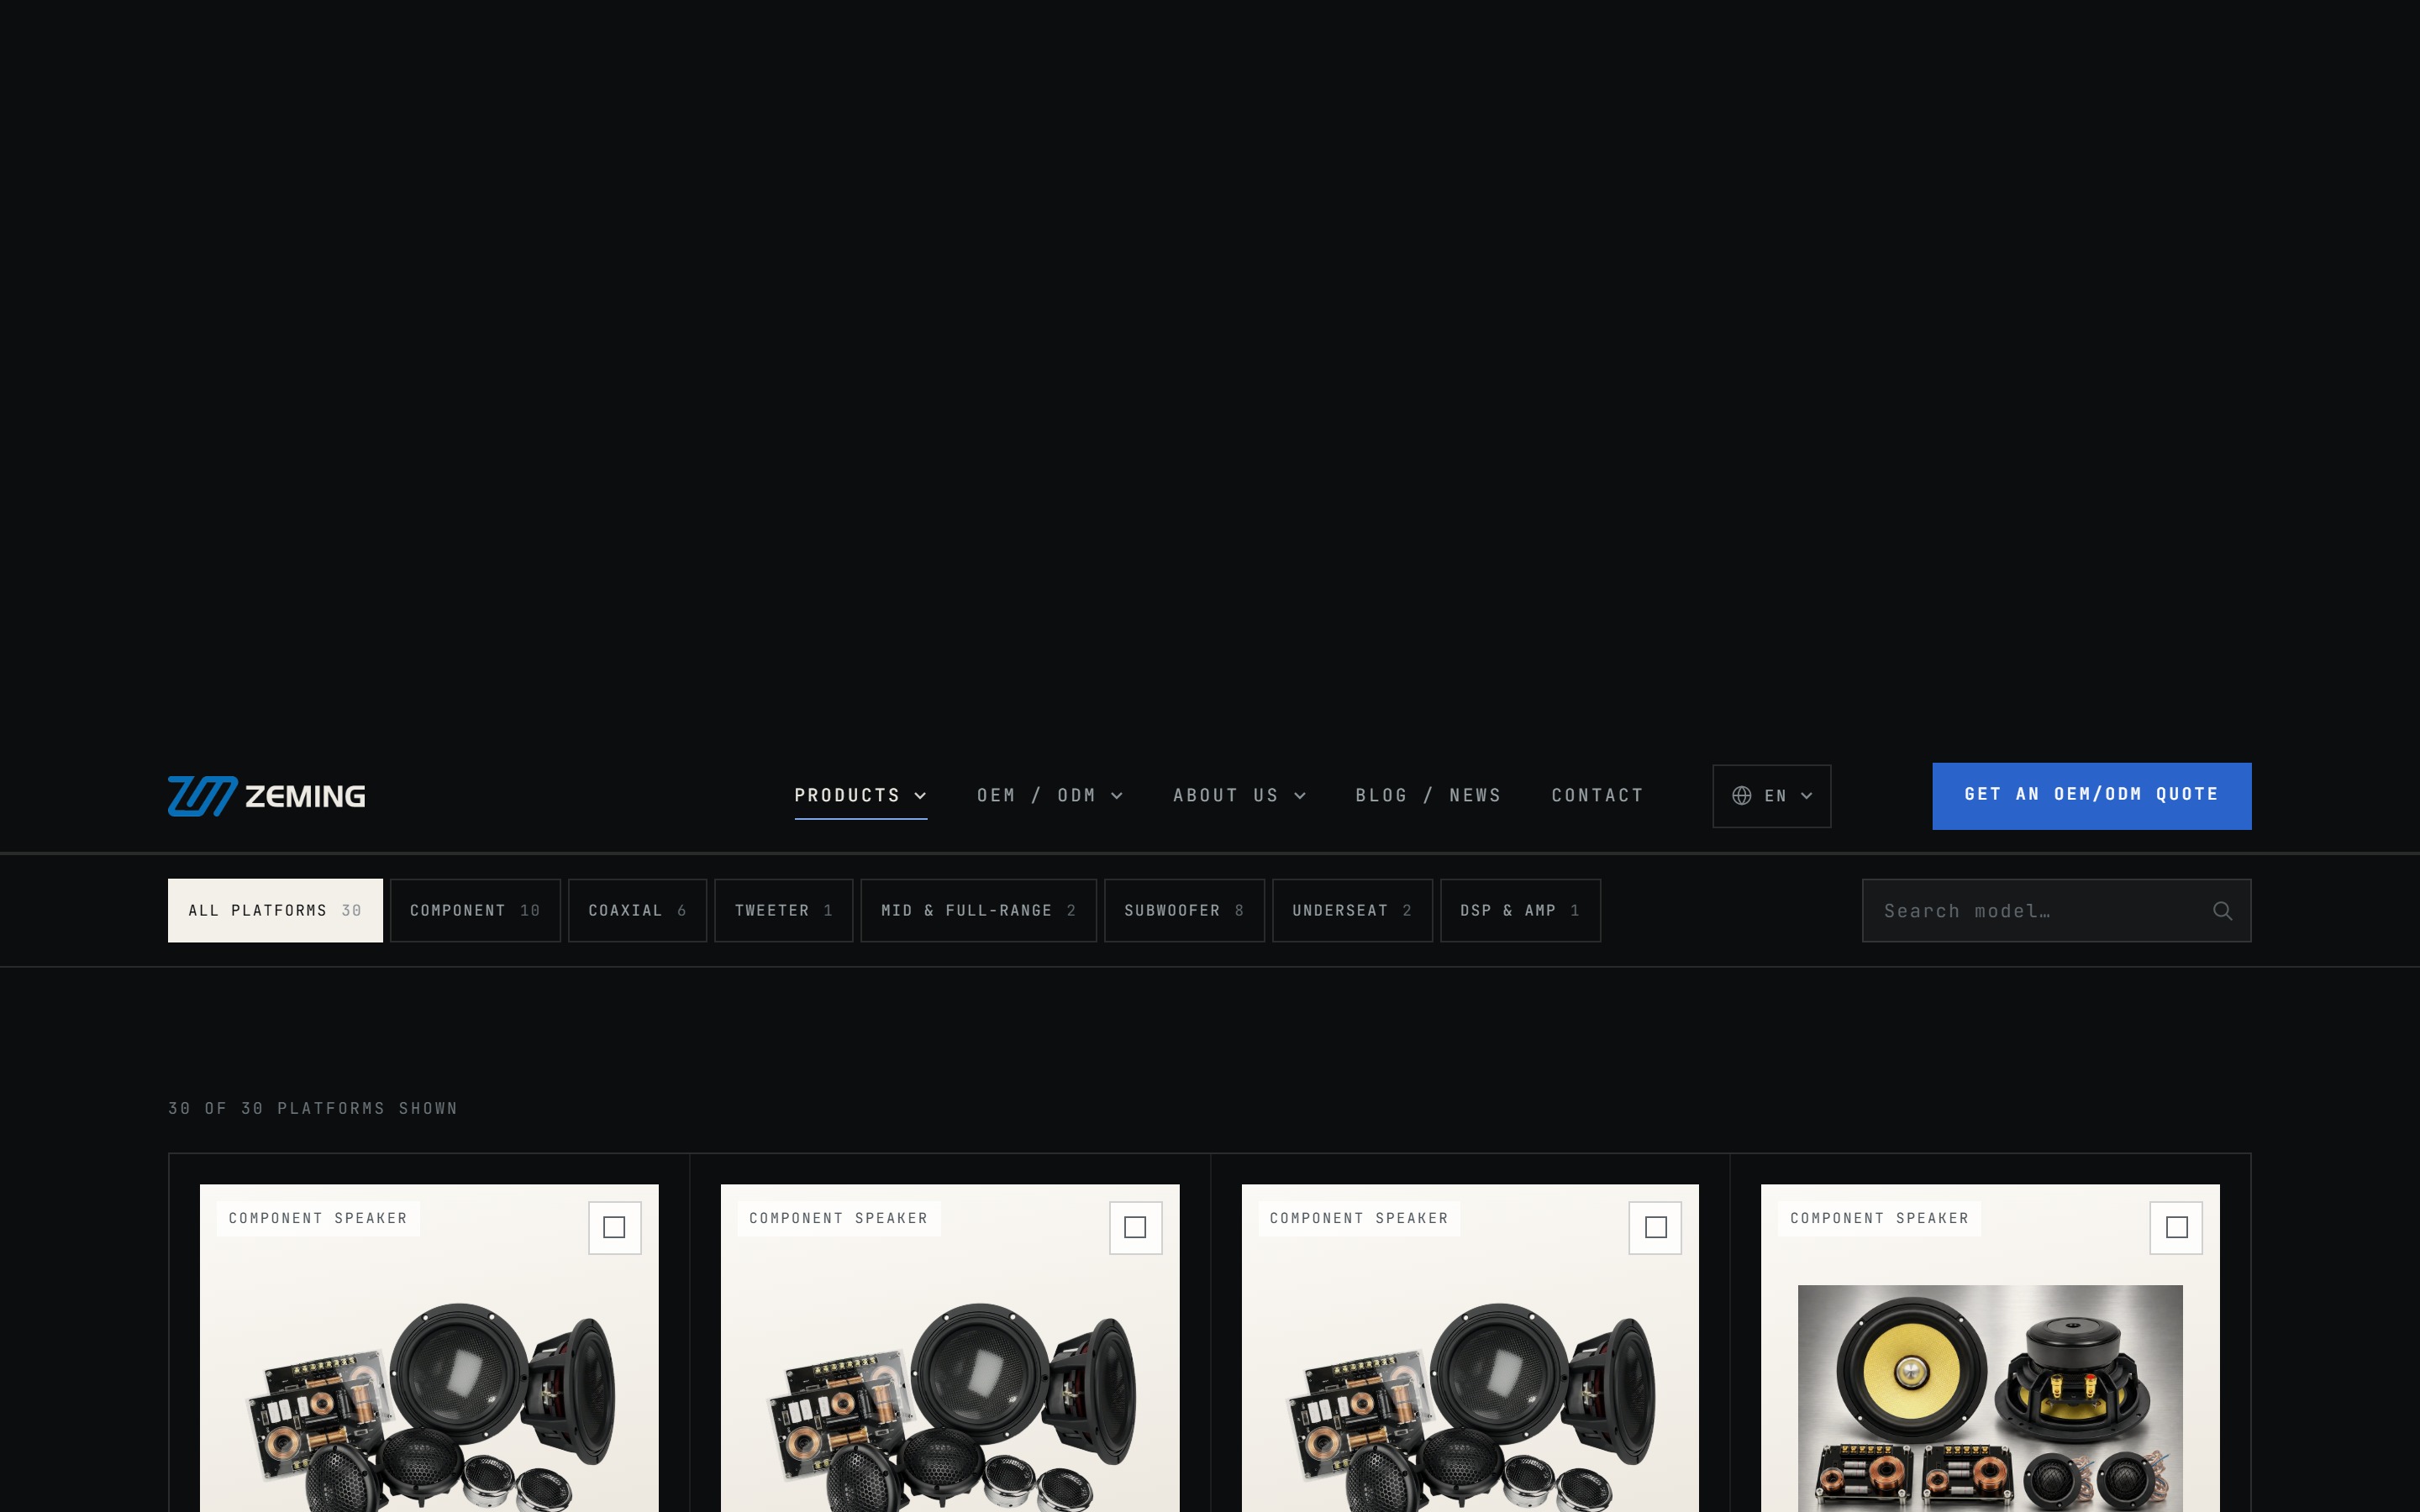 ZEMING
PRODUCTS
OEM / ODM
ABOUT US
BLOG / NEWS
CONTACT
EN
GET AN OEM/ODM QUOTE
ALL PLATFORMS 30
COMPONENT 10
COAXIAL 6
TWEETER 1
MID & FULL-RANGE 2
SUBWOOFER 8
UNDERSEAT 2
DSP & AMP 1
Search model…
30 OF 30 PLATFORMS SHOWN
COMPONENT SPEAKER
COMPONENT SPEAKER
COMPONENT SPEAKER
COMPONENT SPEAKER